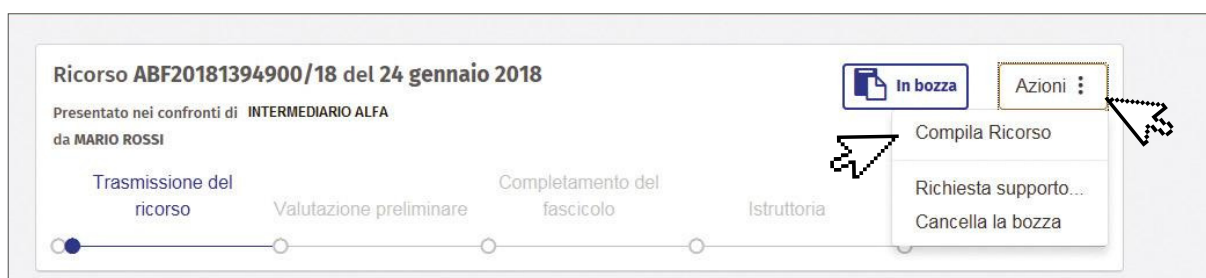 Ricorso ABF20181394900/18 del 24 gennaio 2018
In bozza
Azioni
Presentato nei confronti di INTERMEDIARIO ALFA
da MARIO ROSSI
Compila Ricorso
Richiesta supporto...
Cancella la bozza
Trasmissione del
ricorso
Valutazione preliminare
Completamento del
fascicolo
Istruttoria